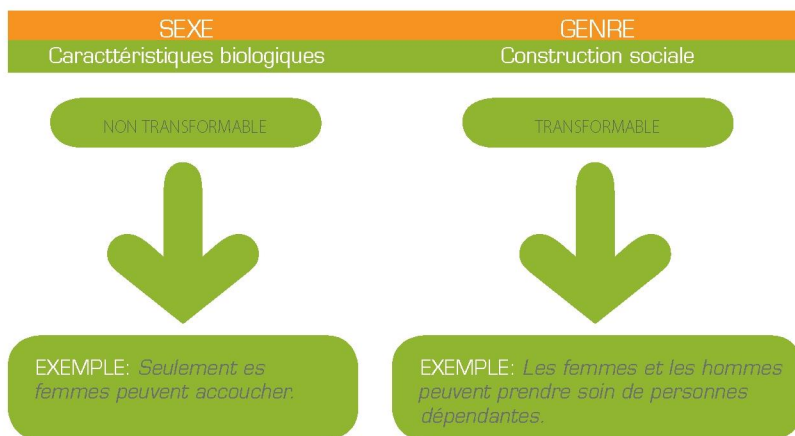 SEXE
Caracttéristiques biologiques
NON TRANSFORMABLE
EXEMPLE: Seulement es
femmes peuvent accoucher.
GENRE
Construction sociale
TRANSFORMABLE
EXEMPLE: Les femmes et les hommes
peuvent prendre soin de personnes
dépendantes.